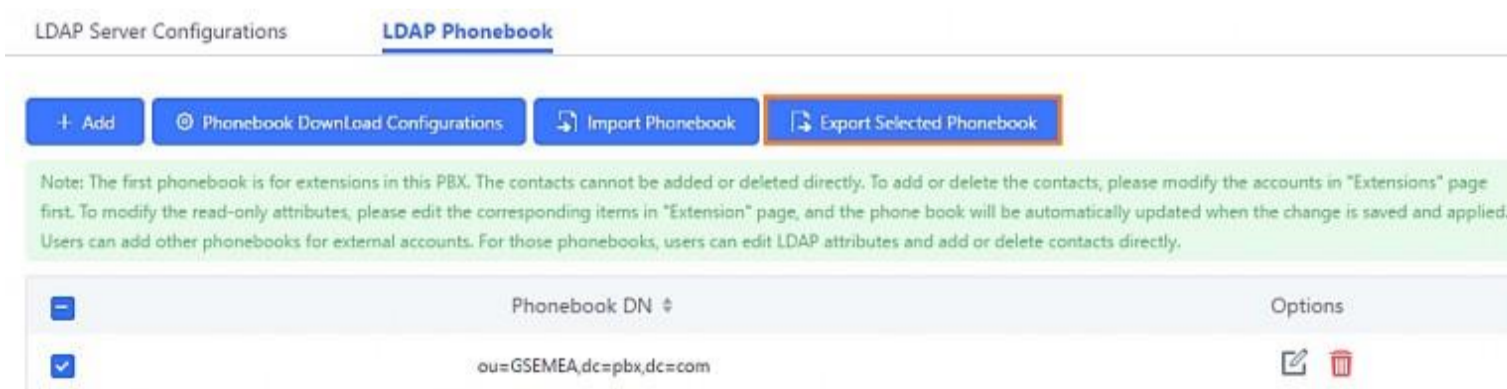 LDAP Server Configurations LDAP Phonebook
+ Add Phonebook DownLoad Configurations Import Phonebook Export Selected Phonebook
Note: The first phonebook is for extensions in this PBX. The contacts cannot be added or deleted directly. To add or delete the contacts, please modify the accounts in "Extensions" page
first. To modify the read-only attributes, please edit the corresponding items in "Extension" page, and the phone book will be automatically updated when the change is saved and applied.
Users can add other phonebooks for external accounts. For those phonebooks, users can edit LDAP attributes and add or delete contacts directly.
Phonebook DN Options
ou=GSEMEA,dc=pbx,dc=com